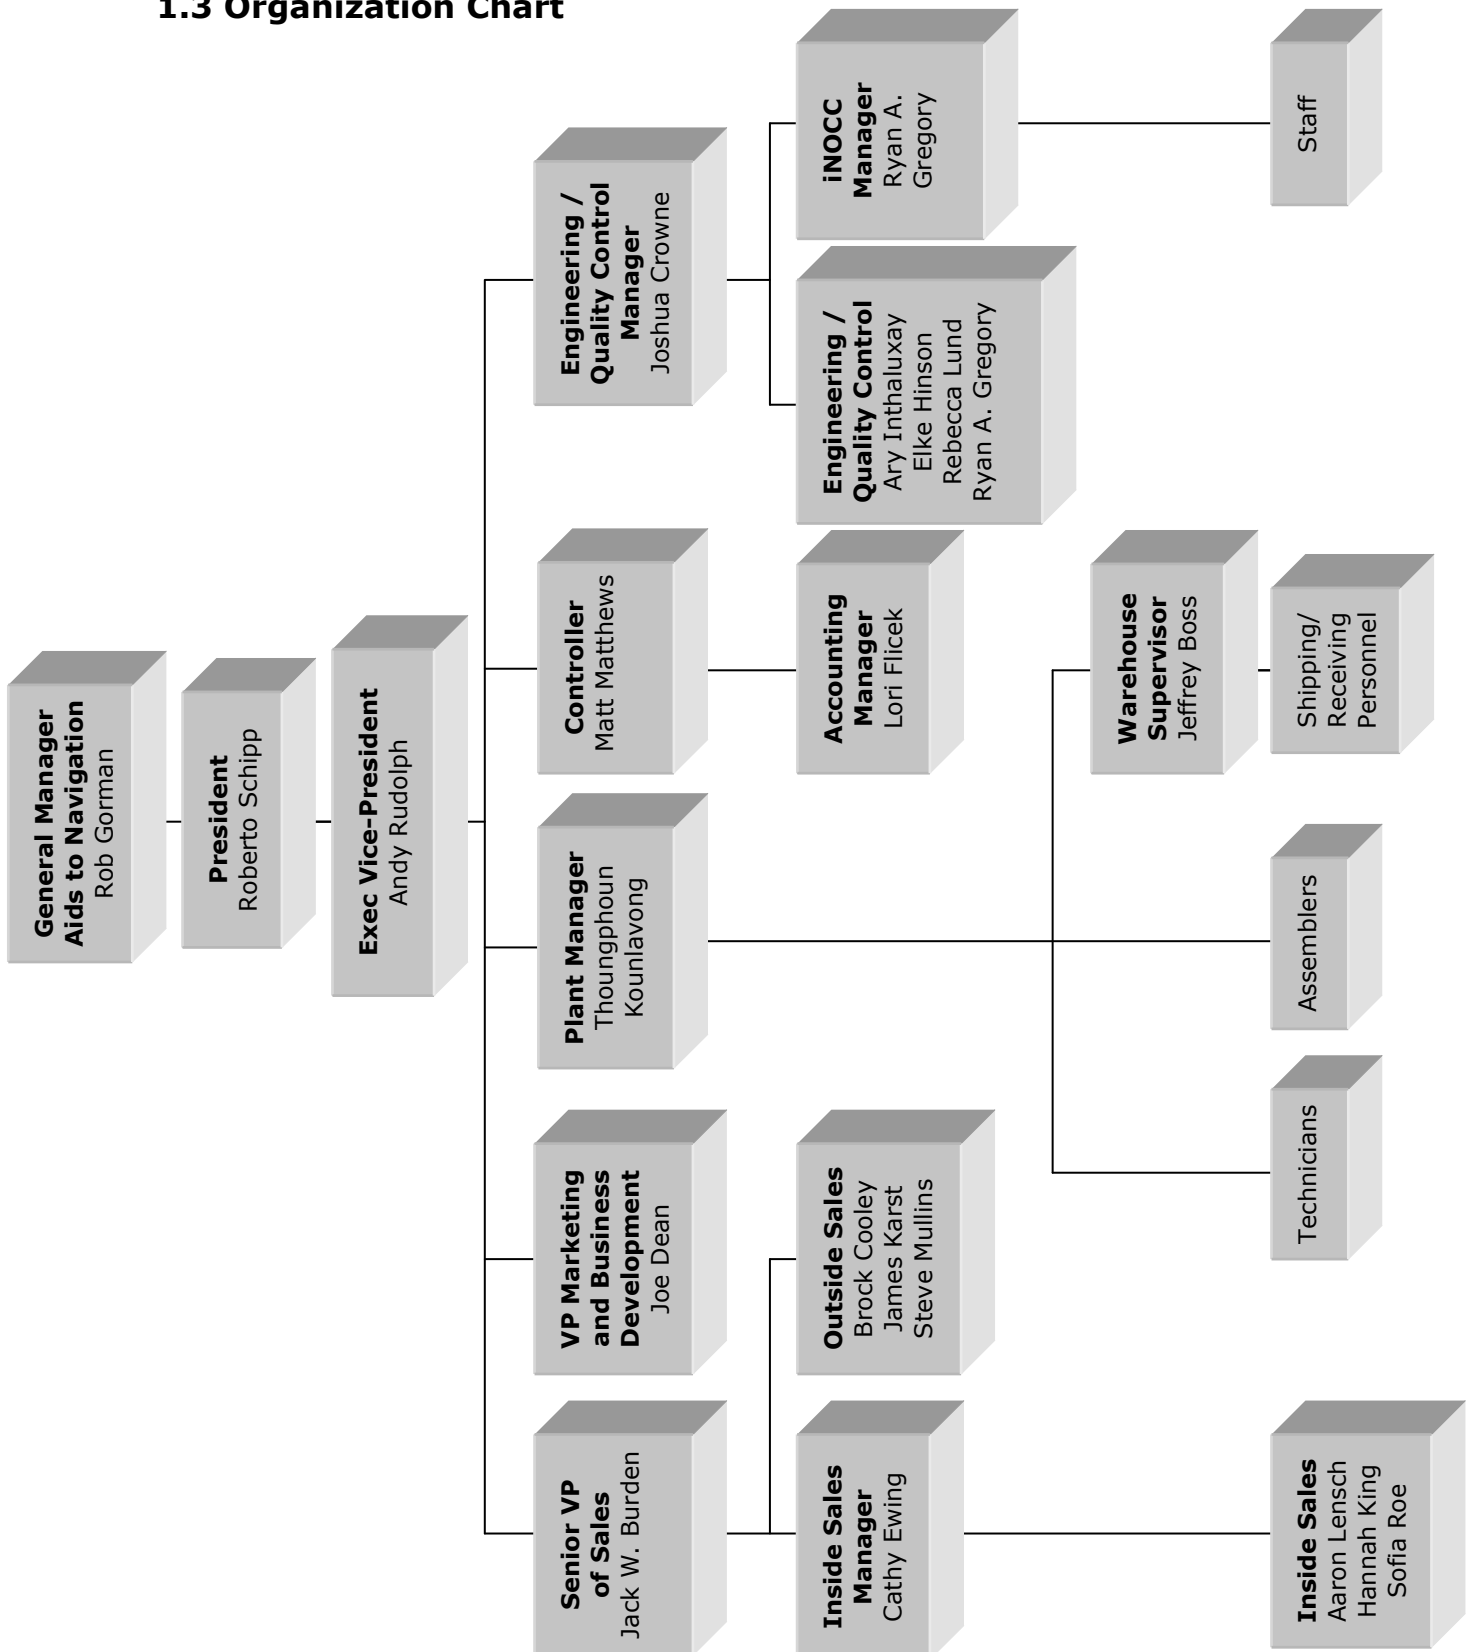 1.3 Organization Chart
General Manager
Aids to Navigation
Rob Gorman
President
Roberto Schipp
Exec Vice-President
Andy Rudolph
Senior VP
of Sales
Jack W. Burden
VP Marketing
and Business
Development
Joe Dean
Plant Manager
Thoungphoun
Kounlavong
Controller
Matt Matthews
Engineering /
Quality Control
Manager
Joshua Crowne
Inside Sales
Manager
Cathy Ewing
Outside Sales
Brock Cooley
James Karst
Steve Mullins
Accounting
Manager
Lori Flicek
Engineering /
Quality Control
Ary Inthaluxay
Elke Hinson
Rebecca Lund
Ryan A. Gregory
iNOCC
Manager
Ryan A.
Gregory
Warehouse
Supervisor
Jeffrey Boss
Inside Sales
Aaron Lensch
Hannah King
Sofia Roe
Technicians
Assemblers
Shipping/
Receiving
Personnel
Staff